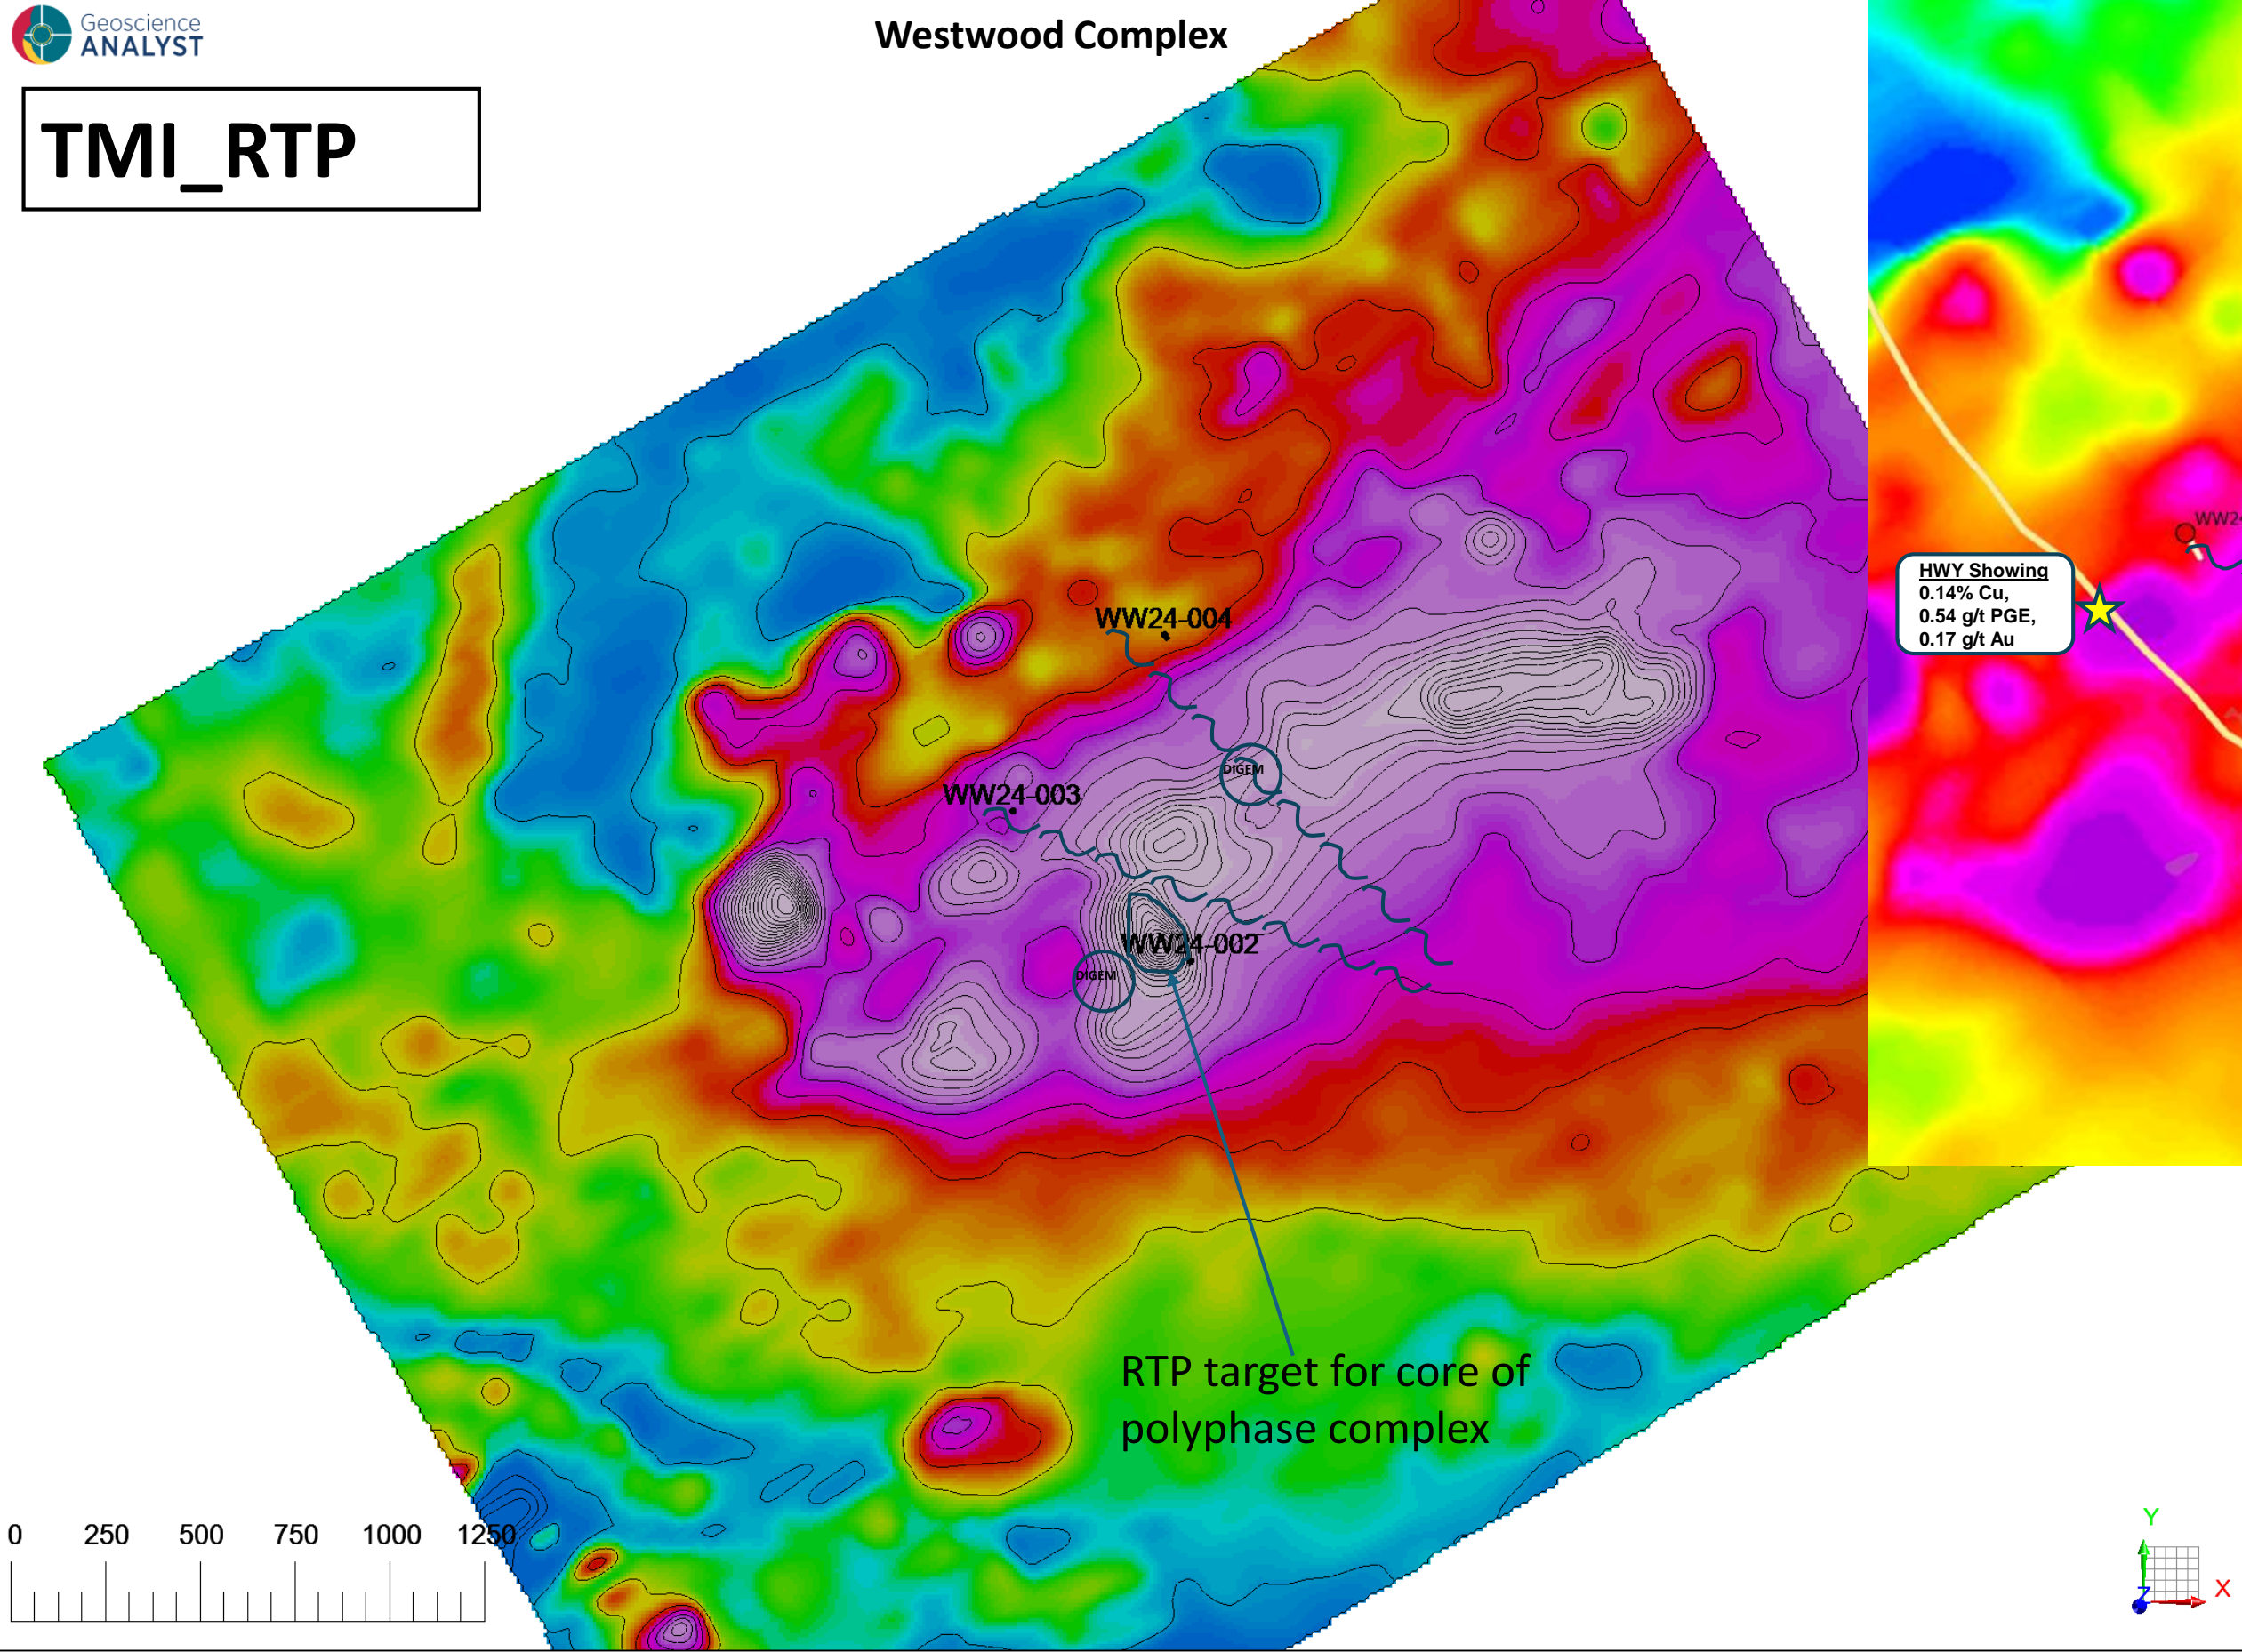 Geoscience
ANALYST
Westwood Complex
TMI_RTP
WW24-004
DIGEM
WW24-003
WW24-002
DIGEM
HWY Showing
0.14% Cu,
0.54 g/t PGE,
0.17 g/t Au
RTP target for core of
polyphase complex
0 250 500 750 1000 1250
Y
Z
X